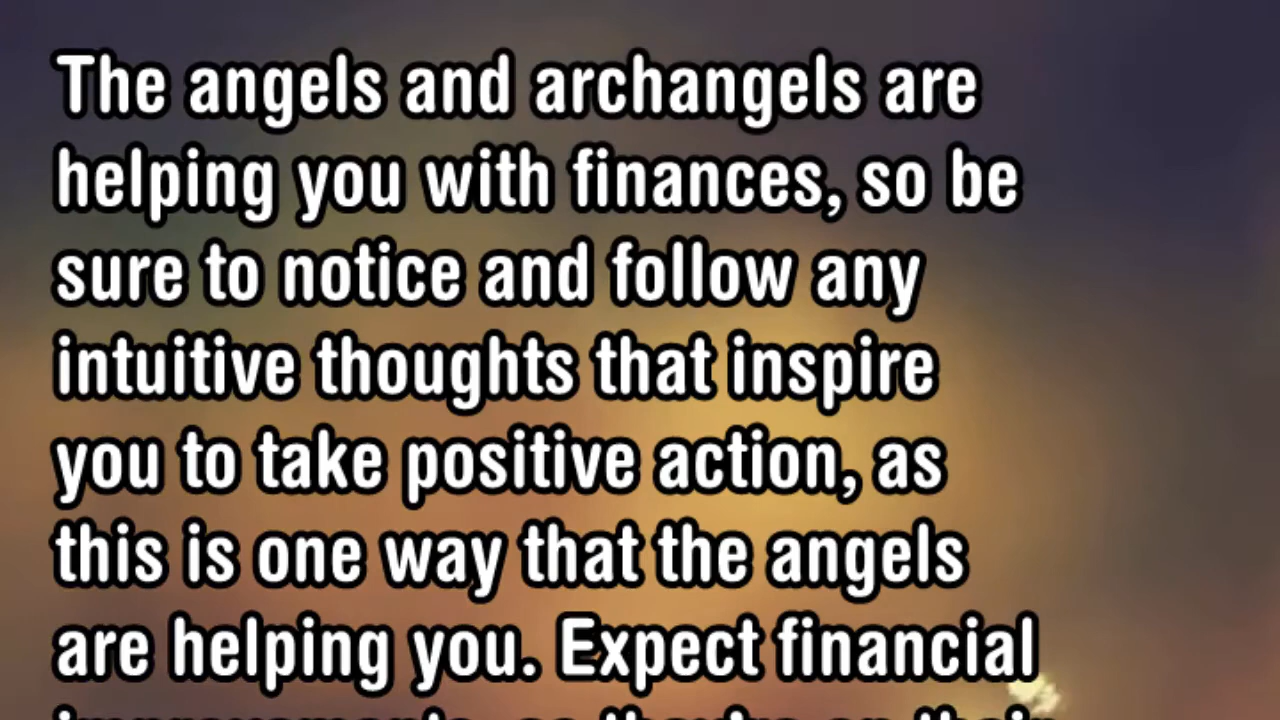 The angels and archangels are
helping you with finances, so be
sure to notice and follow any
intuitive thoughts that inspire
you to take positive action, as
this is one way that the angels
are helping you. Expect financial